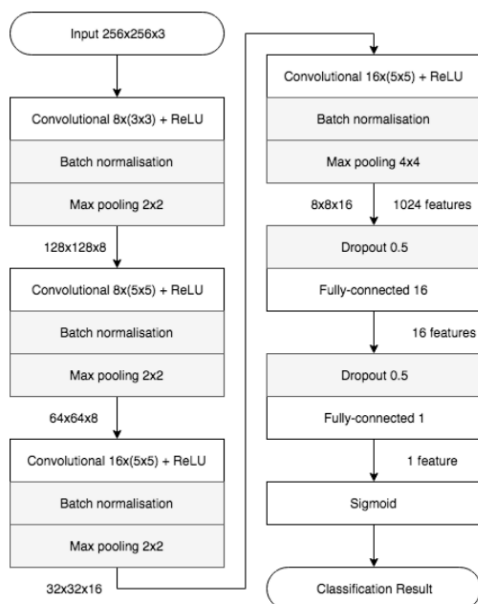 Input 256x256x3
Convolutional 8x(3x3) + ReLU
Batch normalisation
Max pooling 2x2
128x128x8
Convolutional 8x(5x5) + ReLU
Batch normalisation
Max pooling 2x2
64x64x8
Convolutional 16x(5x5) + ReLU
Batch normalisation
Max pooling 2x2
32x32x16
Convolutional 16x(5x5) + ReLU
Batch normalisation
Max pooling 4x4
8x8x16 1024 features
Dropout 0.5
Fully-connected 16
16 features
Dropout 0.5
Fully-connected 1
1 feature
Sigmoid
Classification Result